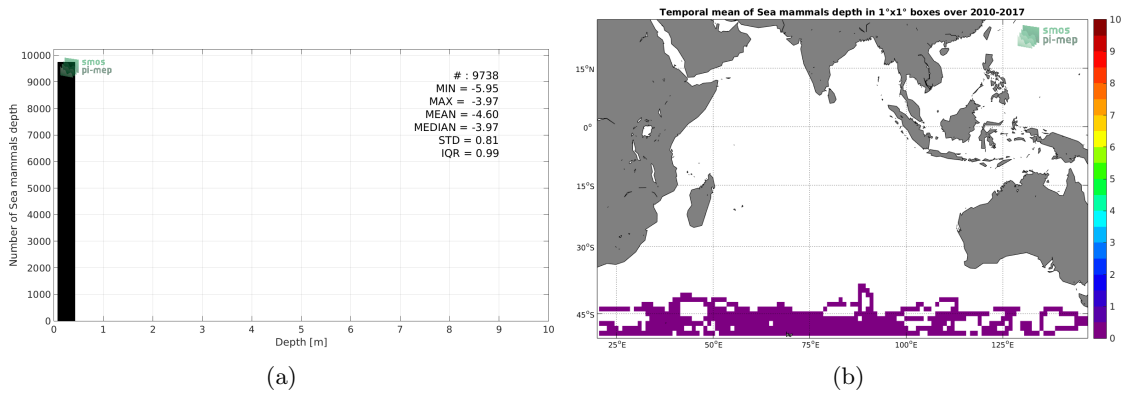 Temporal mean of Sea mammals depth in 1°x1° boxes over 2010-2017
smos
pi-mep
# : 9738
MIN = -5.95
MAX = -3.97
MEAN = -4.60
MEDIAN = -3.97
STD = 0.81
IQR = 0.99
10000
9000
8000
7000
6000
5000
4000
3000
2000
1000
0
Number of Sea mammals depth
0 1 2 3 4 5 6 7 8 9 10
Depth [m]
(a)
smos
pi-mep
15°N
0°
15°S
30°S
45°S
25°E 50°E 75°E 100°E 125°E
10
9
8
7
6
5
4
3
2
1
0
(b)